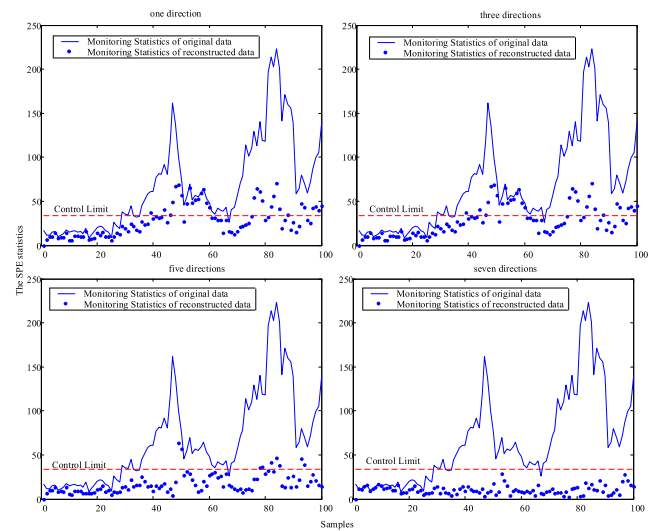 one direction
three directions
250
200
150
100
50
0
Monitoring Statistics of original data
Monitoring Statistics of reconstructed data
Control Limit
0
20
40
60
80
100
250
200
150
100
50
0
Monitoring Statistics of original data
Monitoring Statistics of reconstructed data
Control Limit
0
20
40
60
80
100
The SPE statistics
five directions
seven directions
250
200
150
100
50
0
Monitoring Statistics of original data
Monitoring Statistics of reconstructed data
Control Limit
0
20
40
60
80
100
250
200
150
100
50
0
Monitoring Statistics of original data
Monitoring Statistics of reconstructed data
Control Limit
0
20
40
60
80
100
Samples